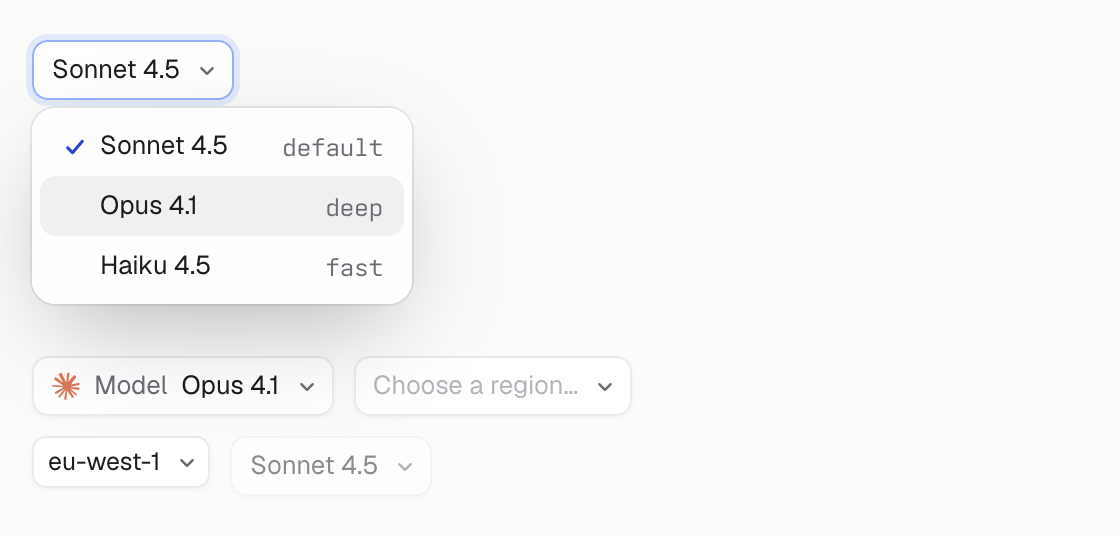 Sonnet 4.5
Sonnet 4.5 default
Opus 4.1 deep
Haiku 4.5 fast
Model Opus 4.1 Choose a region...
eu-west-1 Sonnet 4.5